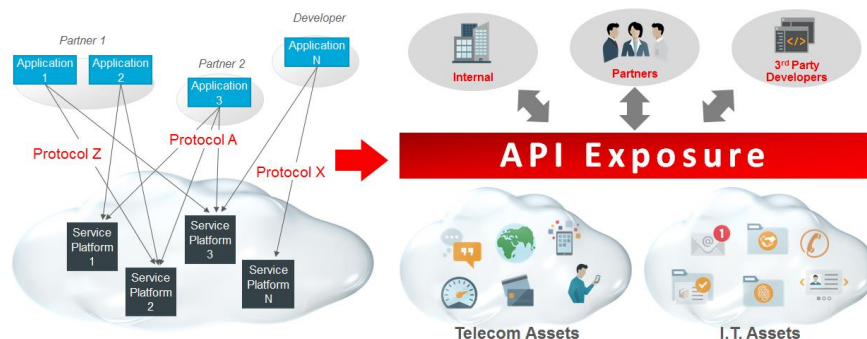 Partner 1
Application
1
Application
2
Partner 2
Application
3
Developer
Application
N
Protocol Z
Protocol A
Protocol X
Service
Platform
1
Service
Platform
2
Service
Platform
3
Service
Platform
N
Internal
Partners
3rd Party
Developers
API Exposure
1
@
Telecom Assets
I.T. Assets